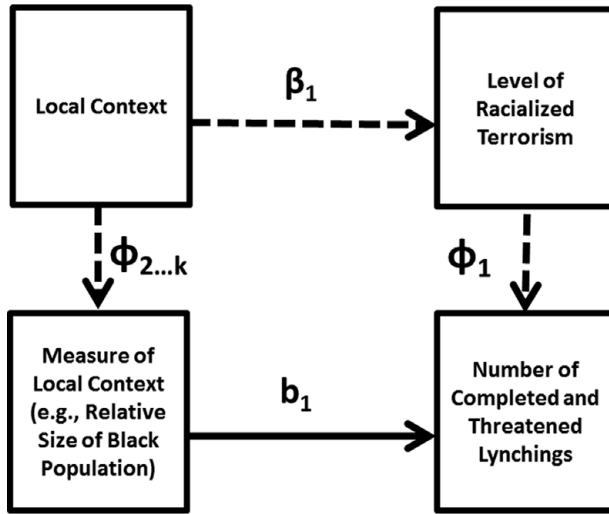 Local Context
β₁
Level of
Racialized
Terrorism
ϕ₂...ₖ
ϕ₁
Measure of
Local Context
(e.g., Relative
Size of Black
Population)
b₁
Number of
Completed and
Threatened
Lynchings